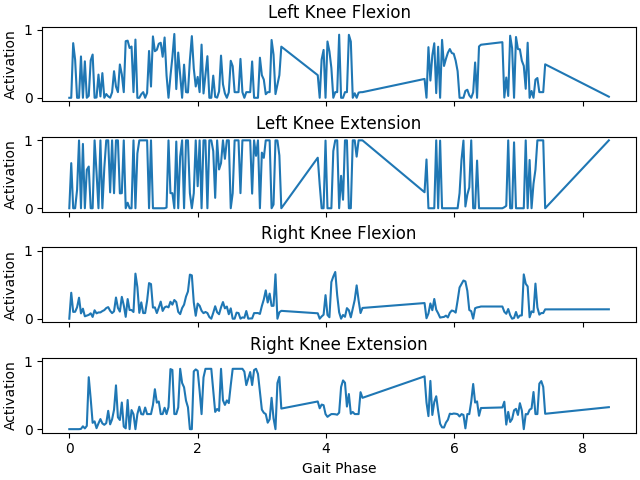 Left Knee Flexion
1
0
Activation
Left Knee Extension
1
0
Activation
Right Knee Flexion
1
0
Activation
Right Knee Extension
1
0
Activation
0 2 4 6 8
Gait Phase